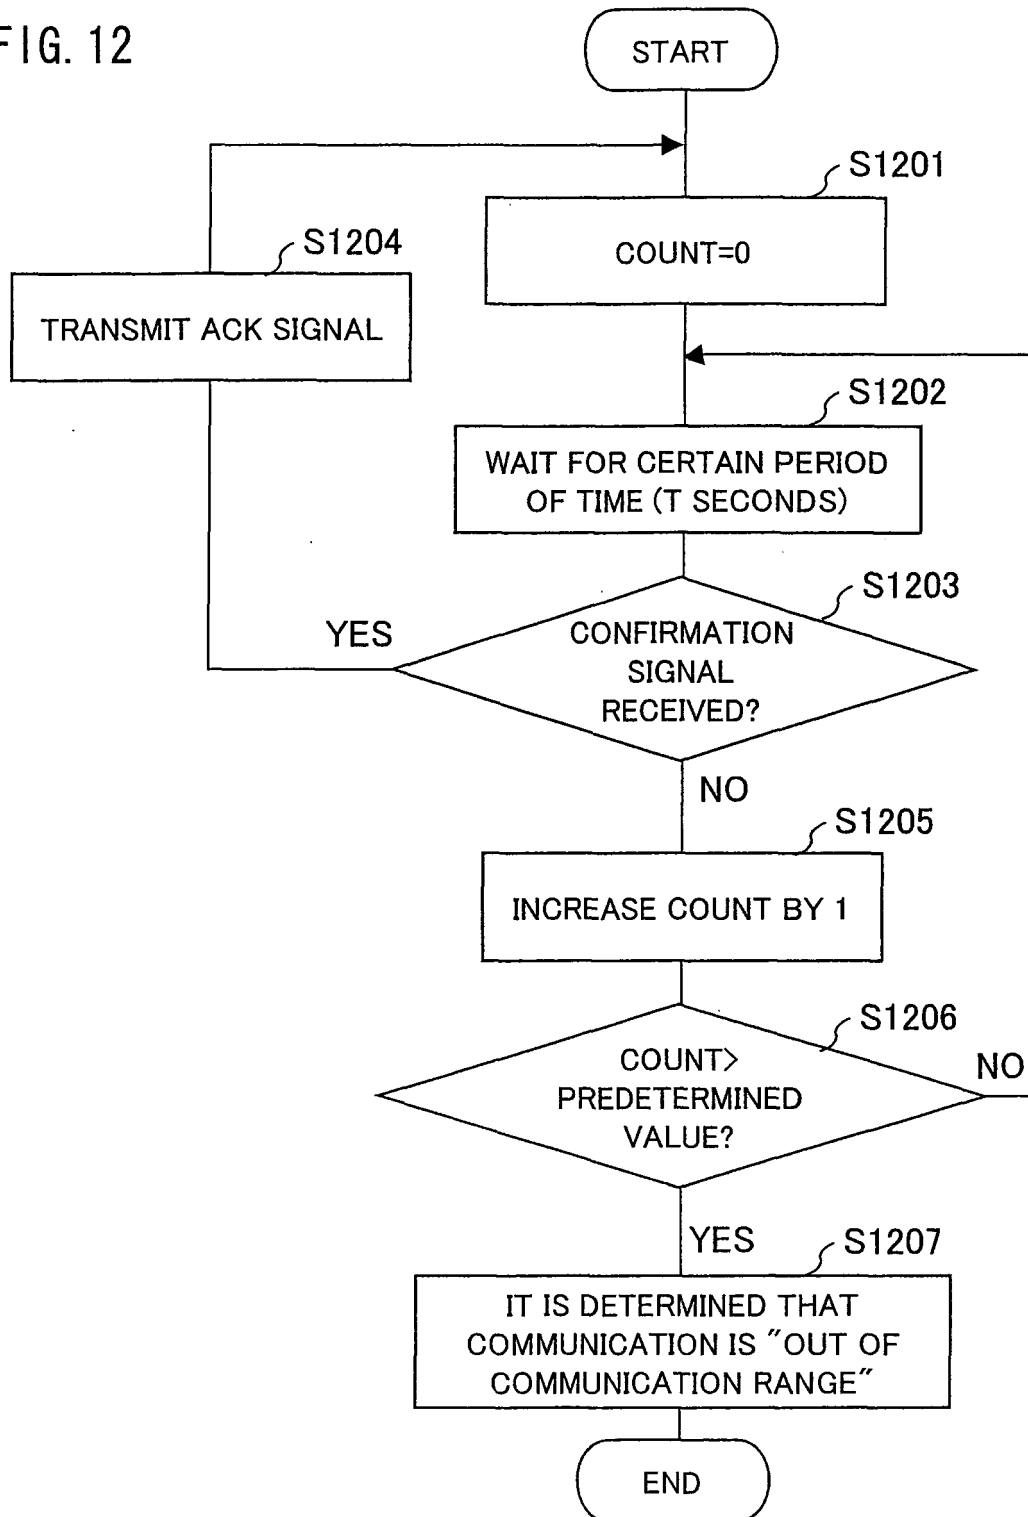 FIG. 12
START
S1201
COUNT=0
S1204
TRANSMIT ACK SIGNAL
S1202
WAIT FOR CERTAIN PERIOD
OF TIME (T SECONDS)
S1203
CONFIRMATION
SIGNAL
RECEIVED?
YES
NO
S1205
INCREASE COUNT BY 1
S1206
COUNT>
PREDETERMINED
VALUE?
NO
YES
S1207
IT IS DETERMINED THAT
COMMUNICATION IS "OUT OF
COMMUNICATION RANGE"
END